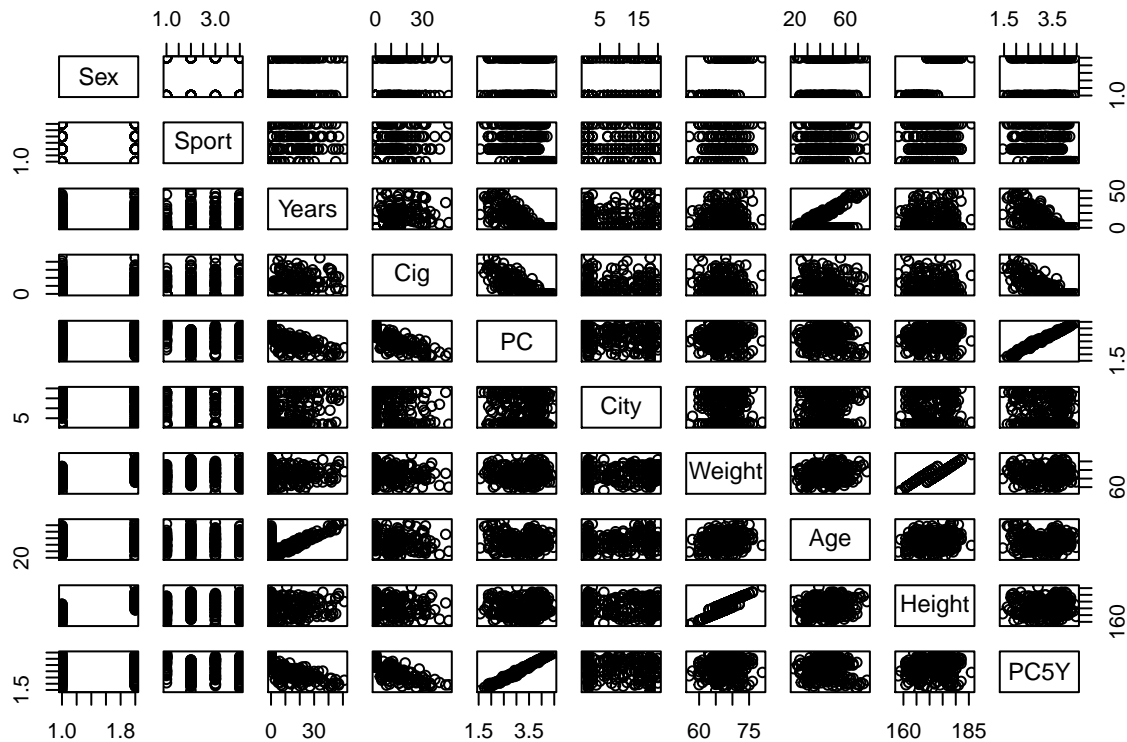 1.0 3.0 0 30 5 15 20 60 1.5 3.5
Sex 1.0
1.0 Sport
Years 0 50
0 Cig
PC 1.5
5 City
Weight 60
20 Age
Height 160
1.5 PC5Y
1.0 1.8 0 30 1.5 3.5 60 75 160 185